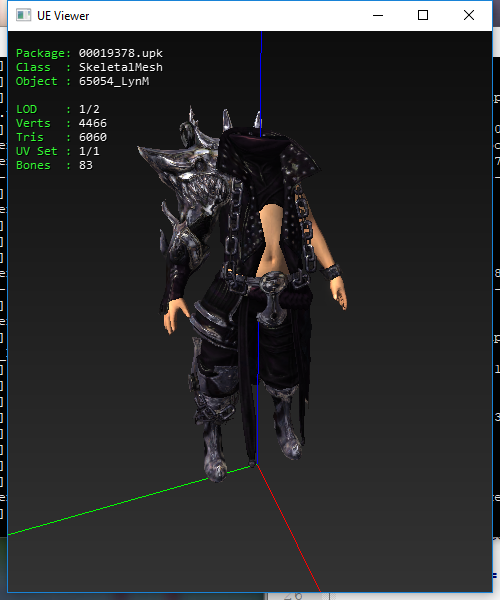 UE Viewer
Package: 00019378.upk
Class : SkeletalMesh
Object : 65054_LynM
LOD : 1/2
Verts : 4466
Tris : 6060
UV Set : 1/1
Bones : 83